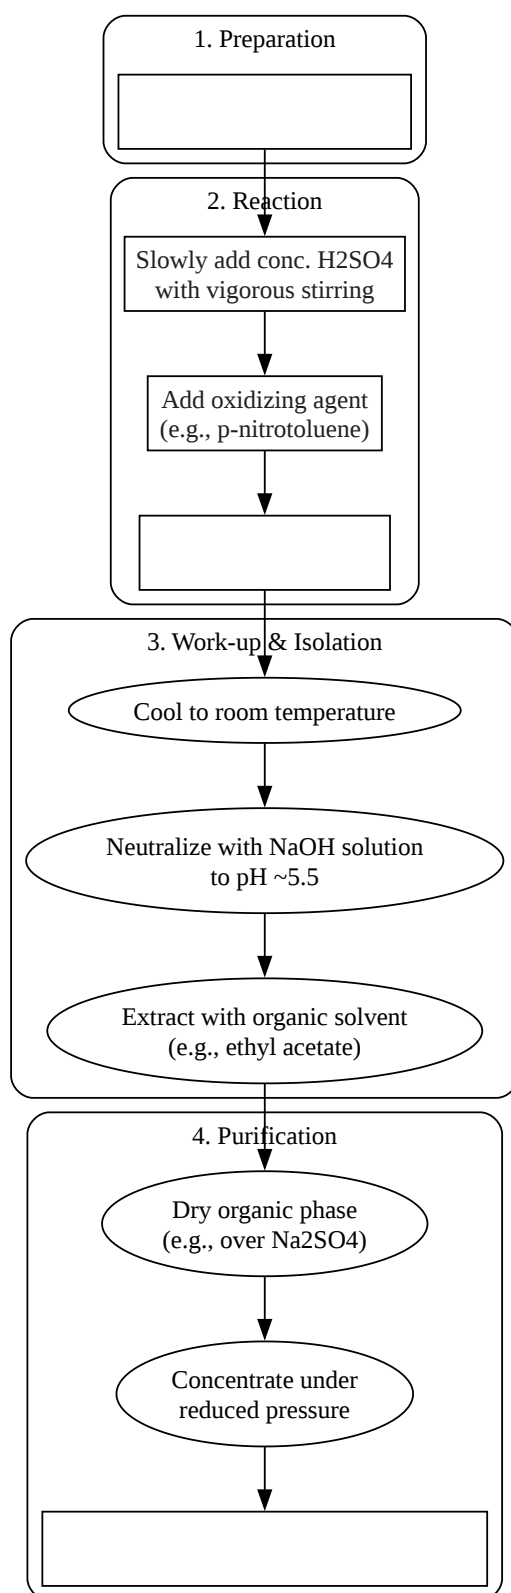 1. Preparation
2. Reaction
Slowly add conc. H2SO4
with vigorous stirring
Add oxidizing agent
(e.g., p-nitrotoluene)
3. Work-up & Isolation
Cool to room temperature
Neutralize with NaOH solution
to pH ~5.5
Extract with organic solvent
(e.g., ethyl acetate)
4. Purification
Dry organic phase
(e.g., over Na2SO4)
Concentrate under
reduced pressure